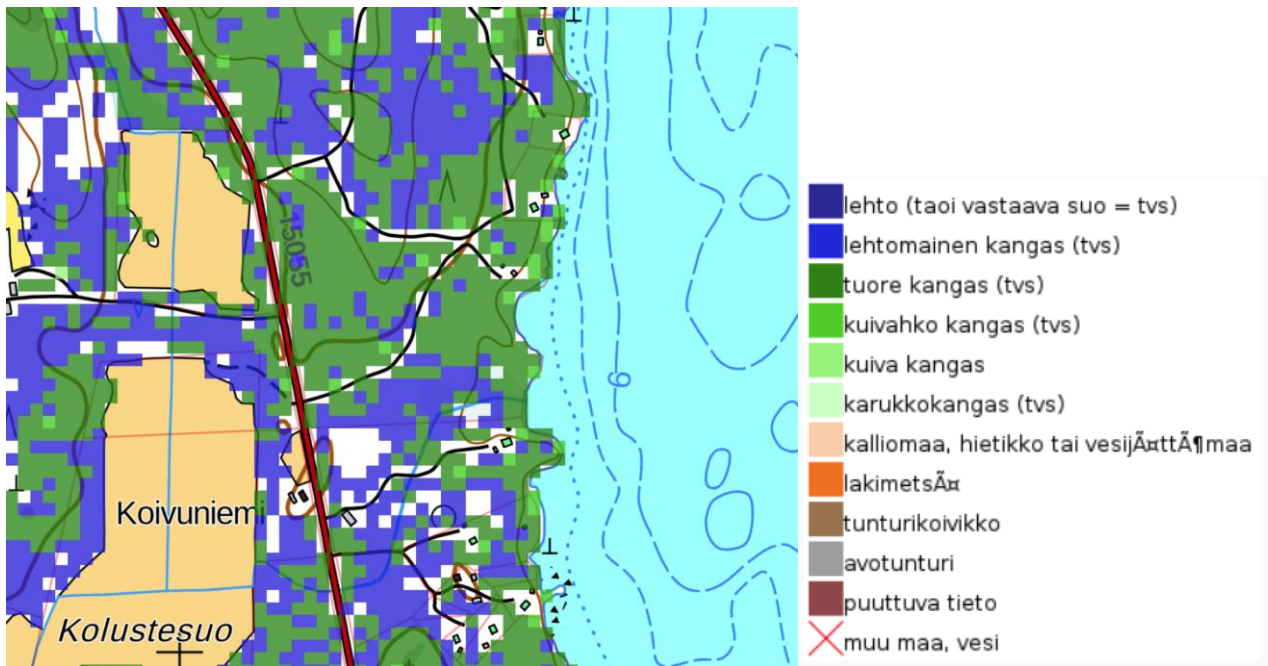 15055
6
Koivuniemi
Kolustesuo
lehto (taoi vastaava suo = tvs)
lehtomainen kangas (tvs)
tuore kangas (tvs)
kuivahko kangas (tvs)
kuiva kangas
karukkokangas (tvs)
kalliomaa, hietikko tai vesijÃ¤ttÃ¶maa
lakimetsÃ¤
tunturikoivikko
avotunturi
puuttuva tieto
muu maa, vesi